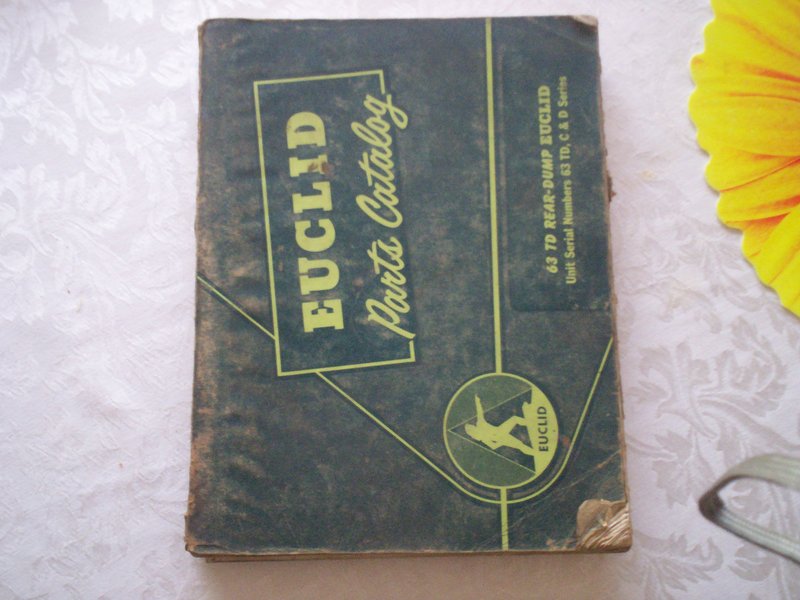 EUCLID
Parts Catalog
63 TD REAR-DUMP EUCLID
Unit Serial Numbers 63 TD, C & D Series
EUCLID